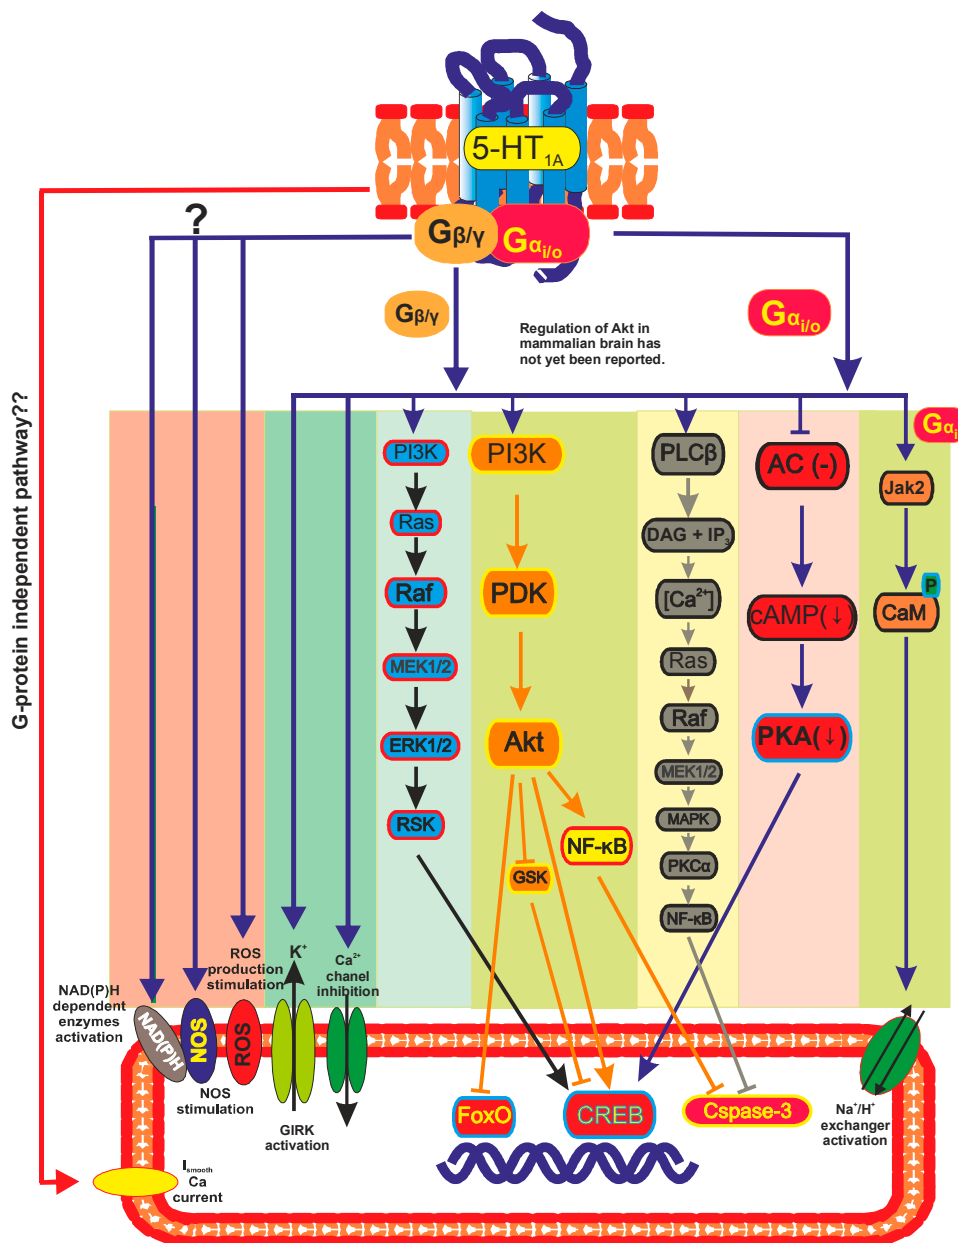 5-HT1A
?
Gβ/γ
Gαi/o
Gβ/γ
Gαi/o
Regulation of Akt in
mammalian brain has
not yet been reported.
G-protein independent pathway??
Gαi
PI3K
PI3K
PLCβ
AC (-)
Jak2
Ras
DAG + IP3
Raf
PDK
[Ca2+]
cAMP(↓)
P
CaM
MEK1/2
Ras
ERK1/2
Akt
Raf
PKA(↓)
MEK1/2
RSK
NF-κB
MAPK
GSK
PKCα
NF-κB
ROS
production
stimulation
K+
Ca2+
chanel
inhibition
NAD(P)H
dependent
enzymes
activation
NAD(P)H
NOS
ROS
NOS
stimulation
GIRK
activation
FoxO
CREB
Cspase-3
Na+/H+
exchanger
activation
Ismooth
Ca
current